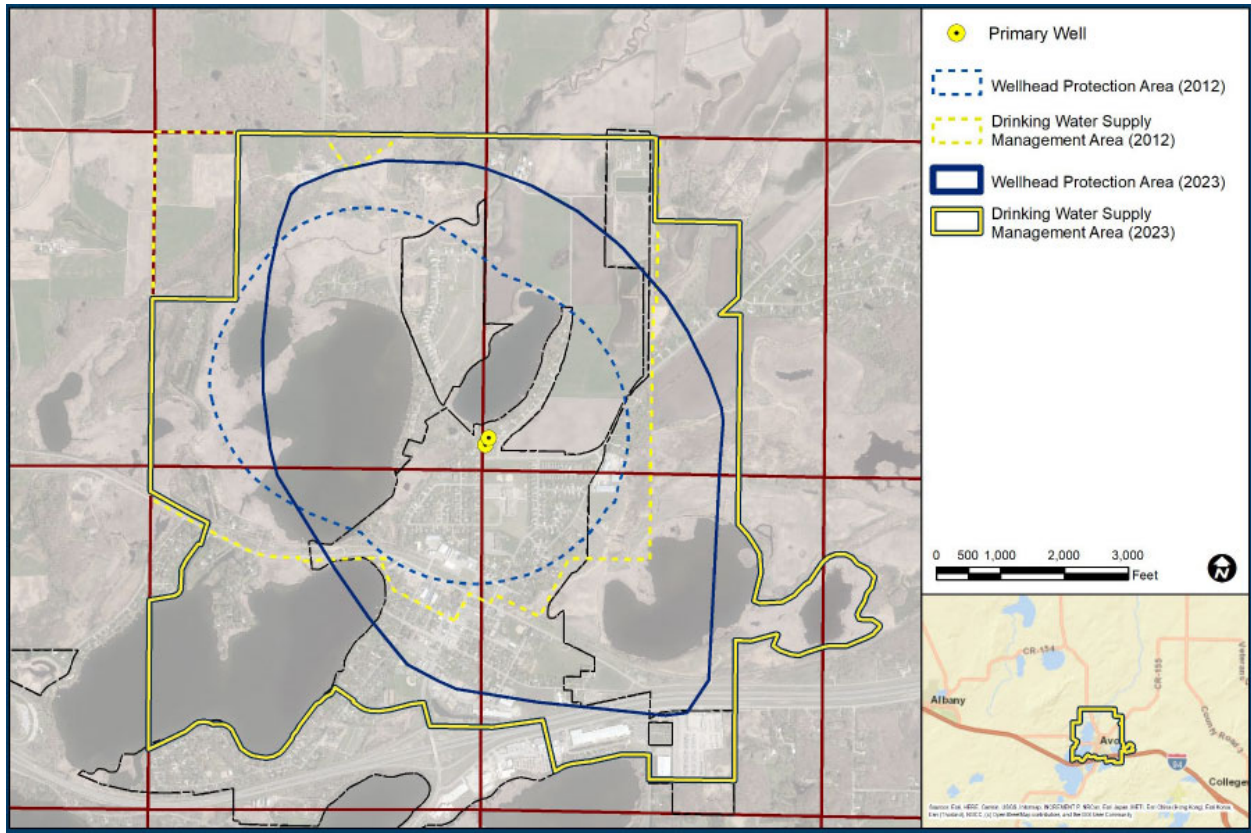 Primary Well
Wellhead Protection Area (2012)
Drinking Water Supply
Management Area (2012)
Wellhead Protection Area (2023)
Drinking Water Supply
Management Area (2023)
0 500 1,000 2,000 3,000
Feet
N
CR-154
CR-155
Veterans
Albany
County Road 3
Avo
94
College